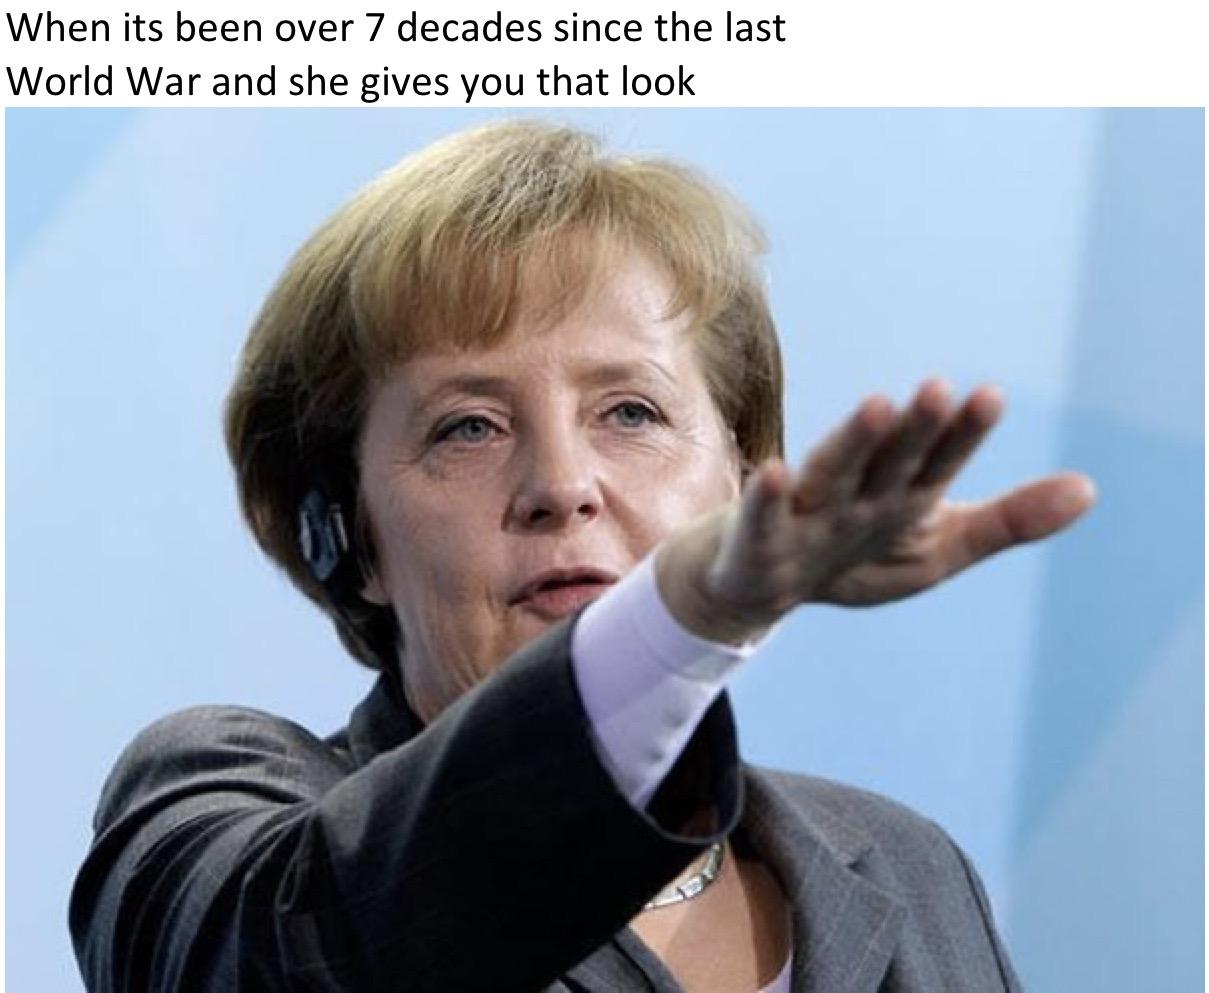 When its been over 7 decades since the last
World War and she gives you that look